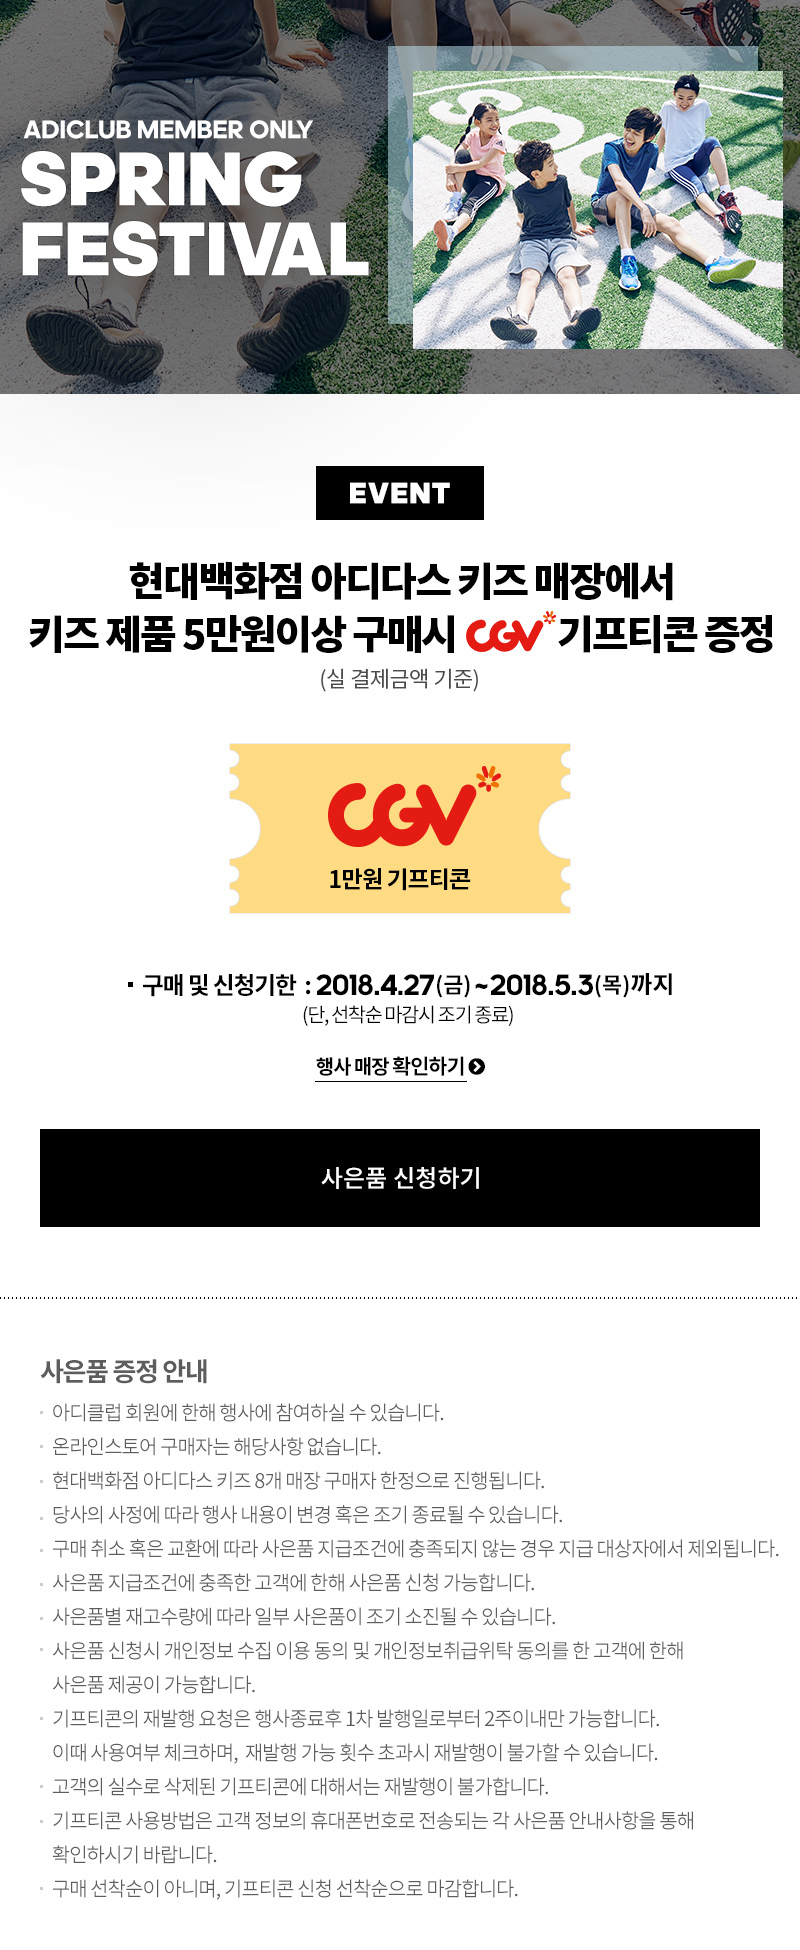 ADICLUB MEMBER ONLY
SPRING
FESTIVAL
EVENT
현대백화점 아디다스 키즈 매장에서
키즈 제품 5만원이상 구매시 CGV 기프티콘 증정
(실 결제금액 기준)
CGV
1만원 기프티콘
· 구매 및 신청기한 : 2018.4.27(금) ~2018.5.3(목)까지
(단, 선착순 마감시 조기 종료)
행사 매장 확인하기
사은품 신청하기
사은품 증정 안내
· 아디클럽 회원에 한해 행사에 참여하실 수 있습니다.
· 온라인스토어 구매자는 해당사항 없습니다.
· 현대백화점 아디다스 키즈 8개 매장 구매자 한정으로 진행됩니다.
· 당사의 사정에 따라 행사 내용이 변경 혹은 조기 종료될 수 있습니다.
· 구매 취소 혹은 교환에 따라 사은품 지급조건에 충족되지 않는 경우 지급 대상자에서 제외됩니다.
· 사은품 지급조건에 충족한 고객에 한해 사은품 신청 가능합니다.
· 사은품별 재고수량에 따라 일부 사은품이 조기 소진될 수 있습니다.
· 사은품 신청시 개인정보 수집 이용 동의 및 개인정보취급위탁 동의를 한 고객에 한해
사은품 제공이 가능합니다.
· 기프티콘의 재발행 요청은 행사종료후 1차 발행일로부터 2주이내만 가능합니다.
이때 사용여부 체크하며, 재발행 가능 횟수 초과시 재발행이 불가할 수 있습니다.
· 고객의 실수로 삭제된 기프티콘에 대해서는 재발행이 불가합니다.
· 기프티콘 사용방법은 고객 정보의 휴대폰번호로 전송되는 각 사은품 안내사항을 통해
확인하시기 바랍니다.
· 구매 선착순이 아니며, 기프티콘 신청 선착순으로 마감합니다.